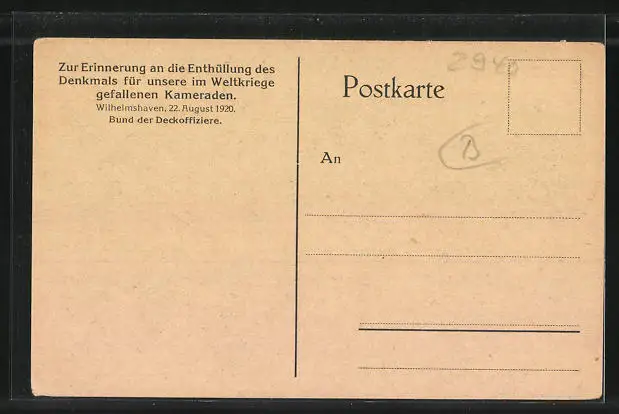 Zur Erinnerung an die Enthüllung des
Denkmals für unsere im Weltkriege
gefallenen Kameraden.
Wilhelmshaven, 22. August 1920.
Bund der Deckoffiziere.
Postkarte
An
B